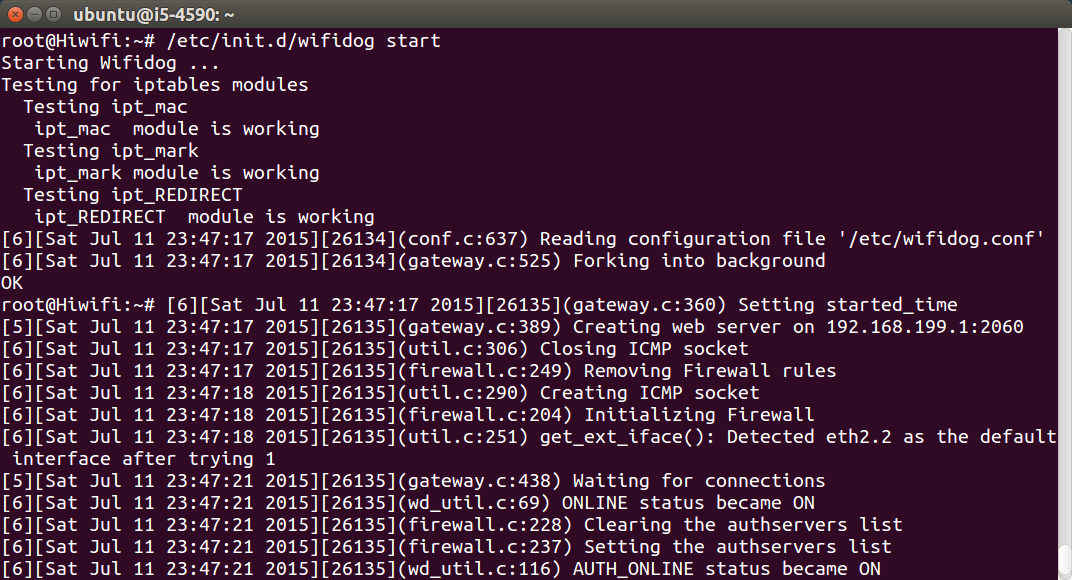 ubuntu@i5-4590: ~
root@Hiwifi:~# /etc/init.d/wifidog start
Starting Wifidog ...
Testing for iptables modules
  Testing ipt_mac
   ipt_mac  module is working
  Testing ipt_mark
   ipt_mark module is working
  Testing ipt_REDIRECT
   ipt_REDIRECT  module is working
[6][Sat Jul 11 23:47:17 2015][26134](conf.c:637) Reading configuration file '/etc/wifidog.conf'
[6][Sat Jul 11 23:47:17 2015][26134](gateway.c:525) Forking into background
OK
root@Hiwifi:~# [6][Sat Jul 11 23:47:17 2015][26135](gateway.c:360) Setting started_time
[5][Sat Jul 11 23:47:17 2015][26135](gateway.c:389) Creating web server on 192.168.199.1:2060
[6][Sat Jul 11 23:47:17 2015][26135](util.c:306) Closing ICMP socket
[6][Sat Jul 11 23:47:17 2015][26135](firewall.c:249) Removing Firewall rules
[6][Sat Jul 11 23:47:18 2015][26135](util.c:290) Creating ICMP socket
[6][Sat Jul 11 23:47:18 2015][26135](firewall.c:204) Initializing Firewall
[6][Sat Jul 11 23:47:18 2015][26135](util.c:251) get_ext_iface(): Detected eth2.2 as the default
 interface after trying 1
[5][Sat Jul 11 23:47:21 2015][26135](gateway.c:438) Waiting for connections
[6][Sat Jul 11 23:47:21 2015][26135](wd_util.c:69) ONLINE status became ON
[6][Sat Jul 11 23:47:21 2015][26135](firewall.c:228) Clearing the authservers list
[6][Sat Jul 11 23:47:21 2015][26135](firewall.c:237) Setting the authservers list
[6][Sat Jul 11 23:47:21 2015][26135](wd_util.c:116) AUTH_ONLINE status became ON